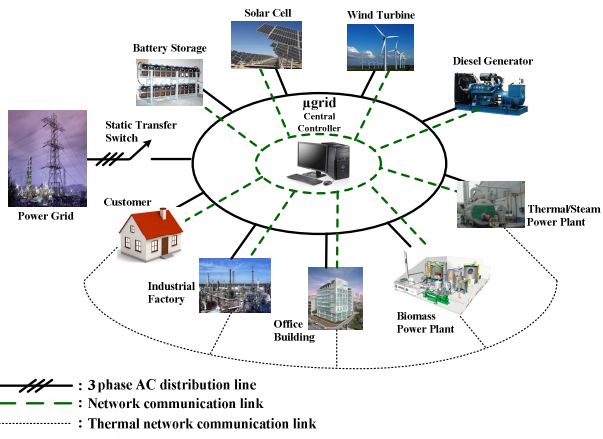 Solar Cell
Wind Turbine
Battery Storage
Diesel Generator
µgrid
Central
Controller
Static Transfer
Switch
Power Grid
Customer
Thermal/Steam
Power Plant
Industrial
Factory
Office
Building
Biomass
Power Plant
: 3 phase AC distribution line
: Network communication link
: Thermal network communication link